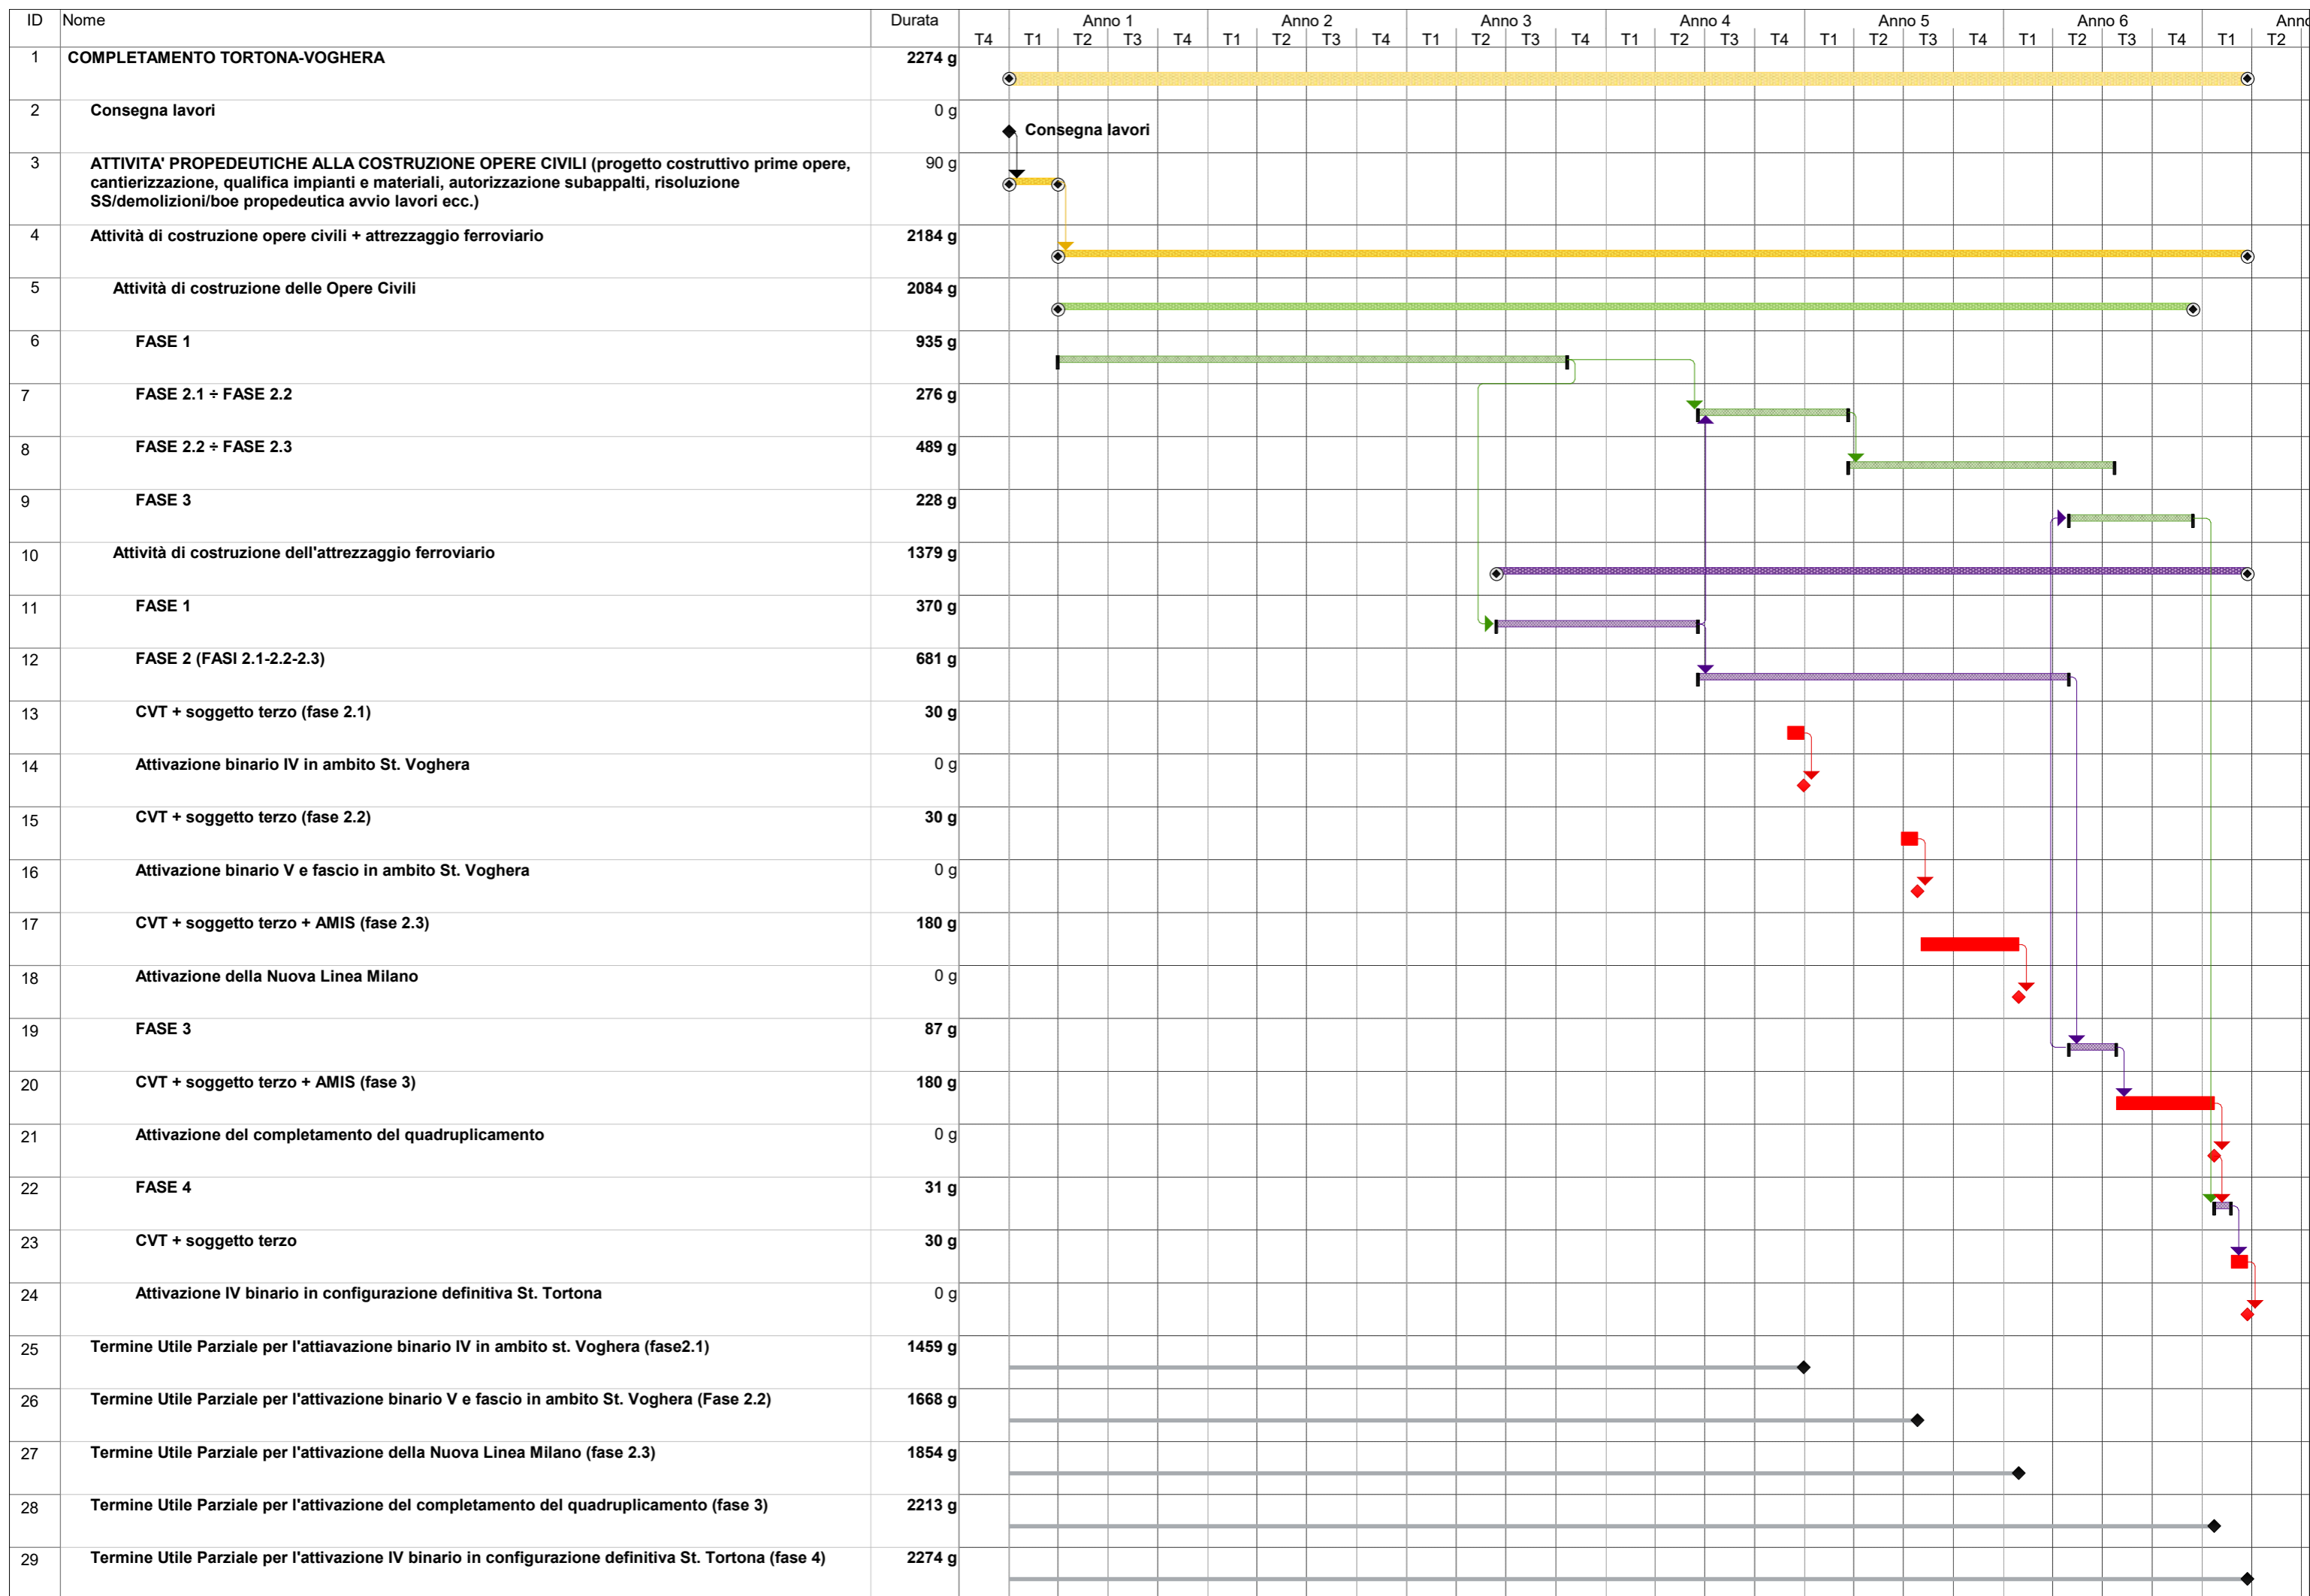 ID Nome Durata Anno 1 Anno 2 Anno 3 Anno 4 Anno 5 Anno 6 Anno
T4 T1 T2 T3 T4 T1 T2 T3 T4 T1 T2 T3 T4 T1 T2 T3 T4 T1 T2 T3 T4 T1 T2 T3 T4 T1 T2
1 COMPLETAMENTO TORTONA-VOGHERA 2274 g
2 Consegna lavori 0 g
Consegna lavori
3 ATTIVITA' PROPEDEUTICHE ALLA COSTRUZIONE OPERE CIVILI (progetto costruttivo prime opere, 90 g
cantierizzazione, qualifica impianti e materiali, autorizzazione subappalti, risoluzione
SS/demolizioni/boe propedeutica avvio lavori ecc.)
4 Attività di costruzione opere civili + attrezzaggio ferroviario 2184 g
5 Attività di costruzione delle Opere Civili 2084 g
6 FASE 1 935 g
7 FASE 2.1 ÷ FASE 2.2 276 g
8 FASE 2.2 ÷ FASE 2.3 489 g
9 FASE 3 228 g
10 Attività di costruzione dell'attrezzaggio ferroviario 1379 g
11 FASE 1 370 g
12 FASE 2 (FASI 2.1-2.2-2.3) 681 g
13 CVT + soggetto terzo (fase 2.1) 30 g
14 Attivazione binario IV in ambito St. Voghera 0 g
15 CVT + soggetto terzo (fase 2.2) 30 g
16 Attivazione binario V e fascio in ambito St. Voghera 0 g
17 CVT + soggetto terzo + AMIS (fase 2.3) 180 g
18 Attivazione della Nuova Linea Milano 0 g
19 FASE 3 87 g
20 CVT + soggetto terzo + AMIS (fase 3) 180 g
21 Attivazione del completamento del quadruplicamento 0 g
22 FASE 4 31 g
23 CVT + soggetto terzo 30 g
24 Attivazione IV binario in configurazione definitiva St. Tortona 0 g
25 Termine Utile Parziale per l'attiavazione binario IV in ambito st. Voghera (fase2.1) 1459 g
26 Termine Utile Parziale per l'attivazione binario V e fascio in ambito St. Voghera (Fase 2.2) 1668 g
27 Termine Utile Parziale per l'attivazione della Nuova Linea Milano (fase 2.3) 1854 g
28 Termine Utile Parziale per l'attivazione del completamento del quadruplicamento (fase 3) 2213 g
29 Termine Utile Parziale per l'attivazione IV binario in configurazione definitiva St. Tortona (fase 4) 2274 g